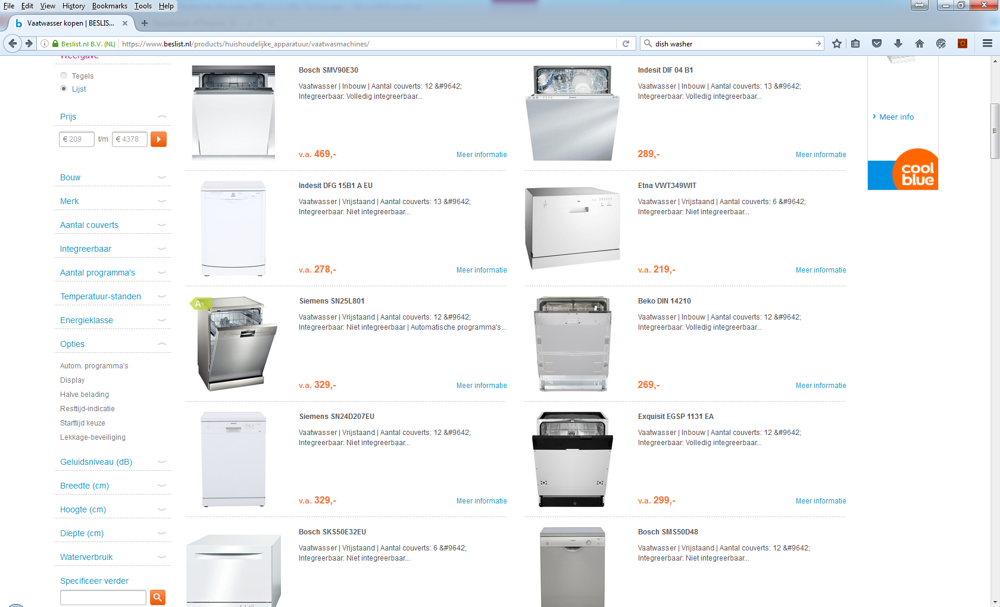 File Edit View History Bookmarks Tools Help
Vaatwasser kopen | BESLIS...
Beslist.nl B.V. (NL)
https://www.beslist.nl/products/huishoudelijke_apparatuur/vaatwasmachines/
dish washer
Weergave
Tegels
Lijst
Prijs
€ 209 t/m € 4378
Bouw
Merk
Aantal couverts
Integreerbaar
Aantal programma's
Temperatuur-standen
Energieklasse
Opties
Autom. programma's
Display
Halve belading
Resttijd-indicatie
Starttijd keuze
Lekkage-beveiliging
Geluidsniveau (dB)
Breedte (cm)
Hoogte (cm)
Diepte (cm)
Waterverbruik
Specificeer verder
Bosch SMV90E30
Vaatwasser | Inbouw | Aantal couverts: 12 &#9642;
Integreerbaar: Volledig integreerbaar...
v.a. 469,-
Meer informatie
Indesit DIF 04 B1
Vaatwasser | Inbouw | Aantal couverts: 13 &#9642;
Integreerbaar: Volledig integreerbaar...
289,-
Meer informatie
Indesit DFG 15B1 A EU
Vaatwasser | Vrijstaand | Aantal couverts: 13 &#9642;
Integreerbaar: Niet integreerbaar...
v.a. 278,-
Meer informatie
Etna VWT349WIT
Vaatwasser | Vrijstaand | Aantal couverts: 6 &#9642;
Integreerbaar: Niet integreerbaar...
v.a. 219,-
Meer informatie
A+
Siemens SN25L801
Vaatwasser | Vrijstaand | Aantal couverts: 12 &#9642;
Integreerbaar: Niet integreerbaar | Automatische programma's...
v.a. 329,-
Meer informatie
Beko DIN 14210
Vaatwasser | Inbouw | Aantal couverts: 12 &#9642;
Integreerbaar: Volledig integreerbaar...
269,-
Meer informatie
Siemens SN24D207EU
Vaatwasser | Vrijstaand | Aantal couverts: 12 &#9642;
Integreerbaar: Niet integreerbaar...
v.a. 329,-
Meer informatie
Exquisit EGSP 1131 EA
Vaatwasser | Inbouw | Aantal couverts: 12 &#9642;
Integreerbaar: Volledig integreerbaar...
v.a. 299,-
Meer informatie
Bosch SKS50E32EU
Vaatwasser | Vrijstaand | Aantal couverts: 6 &#9642;
Integreerbaar: Niet integreerbaar...
Bosch SMS50D48
Vaatwasser | Vrijstaand | Aantal couverts: 12 &#9642;
Integreerbaar: Niet integreerbaar...
Meer info
cool
blue